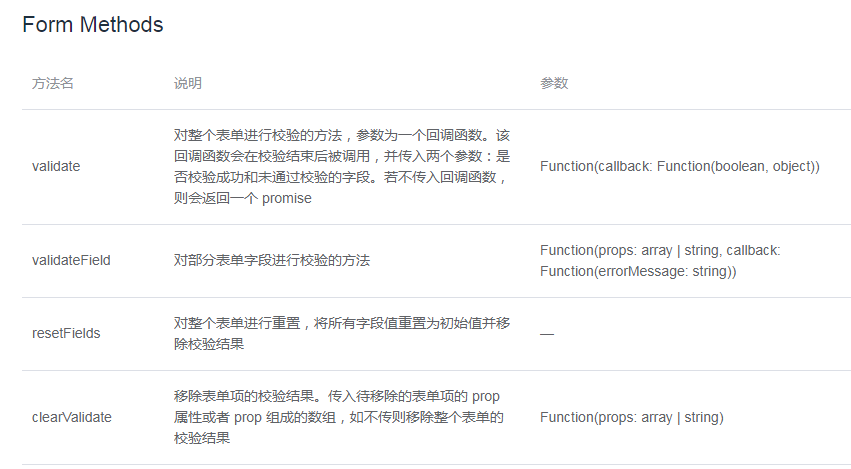 Form Methods
方法名 说明 参数
validate
对整个表单进行校验的方法，参数为一个回调函数。该
回调函数会在校验结束后被调用，并传入两个参数：是
否校验成功和未通过校验的字段。若不传入回调函数，
则会返回一个 promise
Function(callback: Function(boolean, object))
validateField
对部分表单字段进行校验的方法
Function(props: array | string, callback:
Function(errorMessage: string))
resetFields
对整个表单进行重置，将所有字段值重置为初始值并移
除校验结果
—
clearValidate
移除表单项的校验结果。传入待移除的表单项的 prop
属性或者 prop 组成的数组，如不传则移除整个表单的
校验结果
Function(props: array | string)